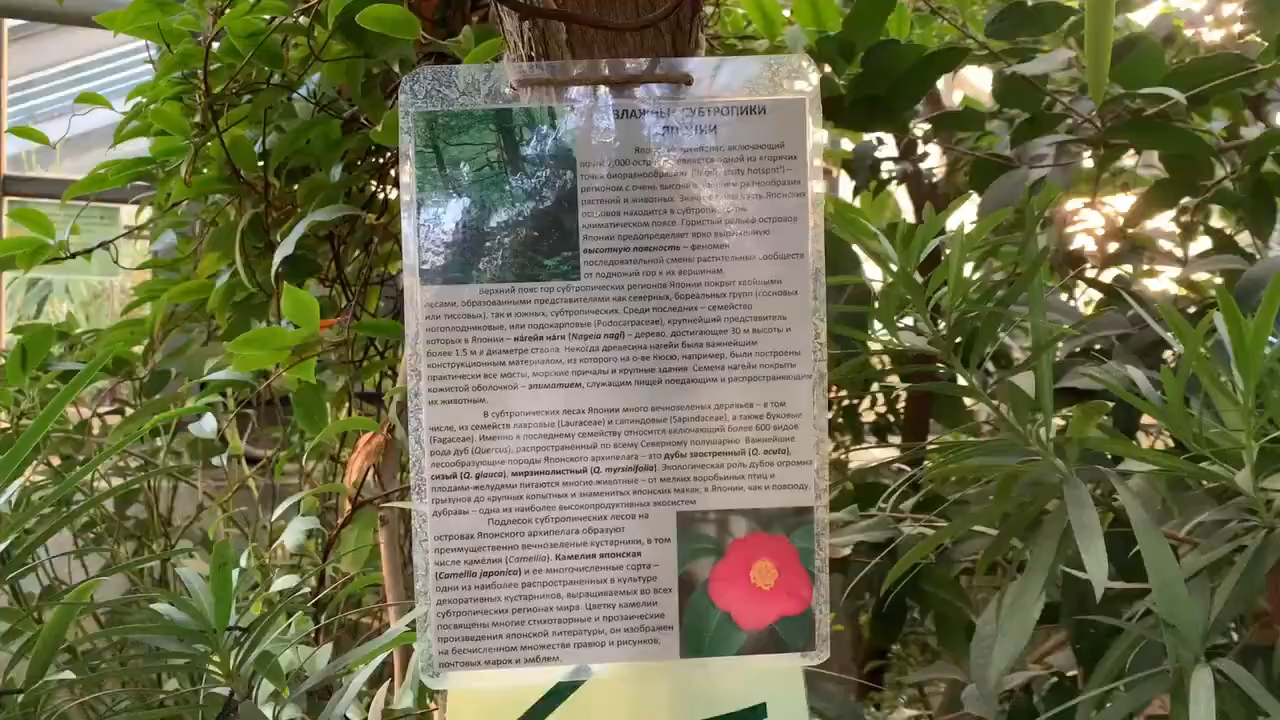 ВЛАЖНЫЕ СУБТРОПИКИ
ЯПОНИИ
Японский архипелаг, включающий
почти 7,000 островов, является одной из «горячих
точек биоразнообразия» ('biodiversity hotspot') –
регионом с очень высоким уровнем разнообразия
растений и животных. Значительная часть Японских
островов находится в субтропическом
климатическом поясе. Гористый рельеф островов
Японии предопределяет ярко выраженную
высотную поясность – феномен
последовательной смены растительных сообществ
от подножий гор к их вершинам.
Верхний пояс гор субтропических регионов Японии покрыт хвойными
лесами, образованными представителями как северных, бореальных групп (сосновых
или тиссовых), так и южных, субтропических. Среди последних – семейство
ногоплодниковые, или подокарповые (Podocarpaceae), крупнейший представитель
которых в Японии – нагейя наги (Nageia nagi) – дерево, достигающее 30 м высоты и
более 1.5 м в диаметре ствола. Некогда древесина нагейи была важнейшим
конструкционным материалом, из которого на о-ве Кюсю, например, были построены
практически все мосты, морские причалы и крупные здания. Семена нагейи покрыты
кожистой оболочкой – эпиматием, служащим пищей поедающим и распространяющим
их животным.
В субтропических лесах Японии много вечнозеленых деревьев – в том
числе, из семейств лавровые (Lauraceae) и сапиндовые (Sapindaceae), а также буковые
(Fagaceae). Именно к последнему семейству относится включающий более 600 видов
рода дуб (Quercus), распространённый по всему Северному полушарию. Важнейшие
лесообразующие породы Японского архипелага – это дубы заостренный (Q. acuta),
сизый (Q. glauca), мирзинолистный (Q. myrsinifolia). Экологическая роль дубов огромна:
плодами-желудями питаются многие животные – от мелких воробьиных птиц и
грызунов до крупных копытных и знаменитых японских макак; в Японии, как и повсюду,
дубравы – одна из наиболее высокопродуктивных экосистем
Подлесок субтропических лесов на
островах Японского архипелага образуют
преимущественно вечнозеленые кустарники, в том
числе камелия (Camellia). Камелия японская
(Camellia japonica) и ее многочисленные сорта –
одни из наиболее распространенных в культуре
декоративных кустарников, выращиваемых во всех
субтропических регионах мира. Цветку камелии
посвящены многие стихотворные и прозаические
произведения японской литературы, он изображен
на бесчисленном множестве гравюр и рисунков,
почтовых марок и эмблем.